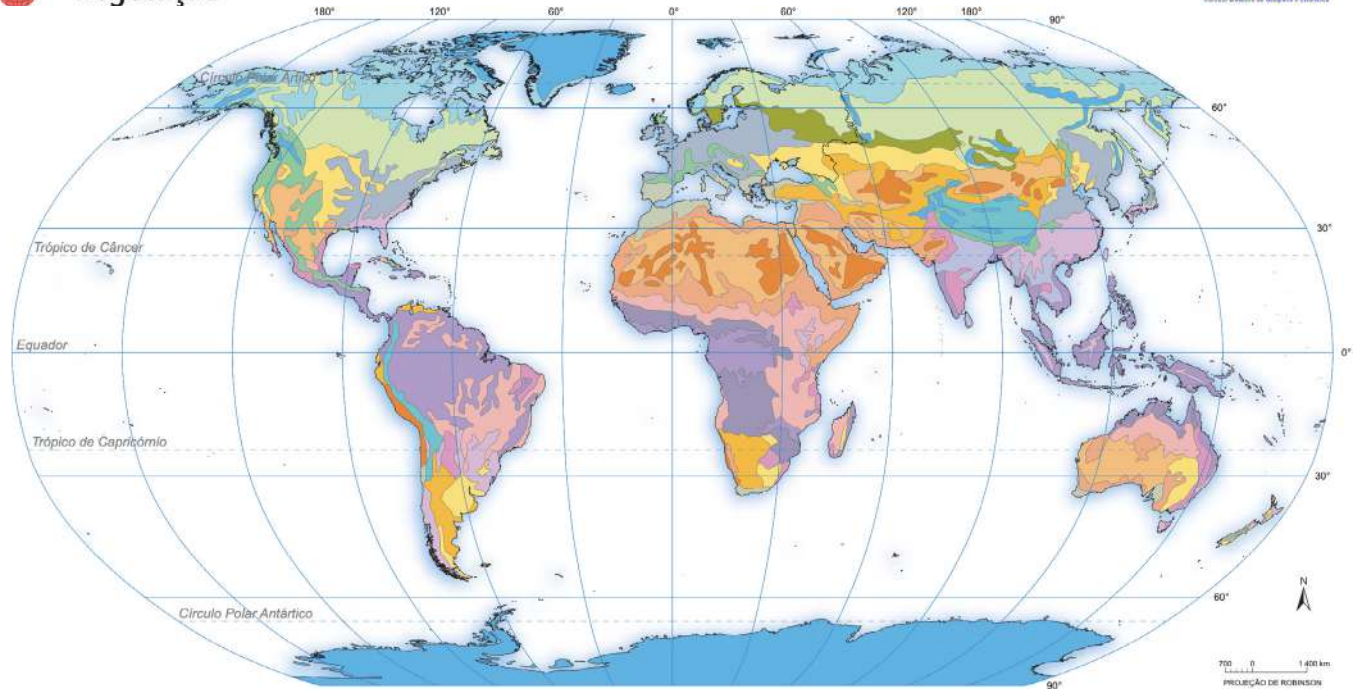 180° 120° 60° 0° 60° 120° 180° 90°
Círculo Polar Ártico
60°
Trópico de Câncer
30°
Equador
0°
Trópico de Capricórnio
30°
60°
Círculo Polar Antártico
N
700 0 1 400 km
90°
PROJEÇÃO DE ROBINSON